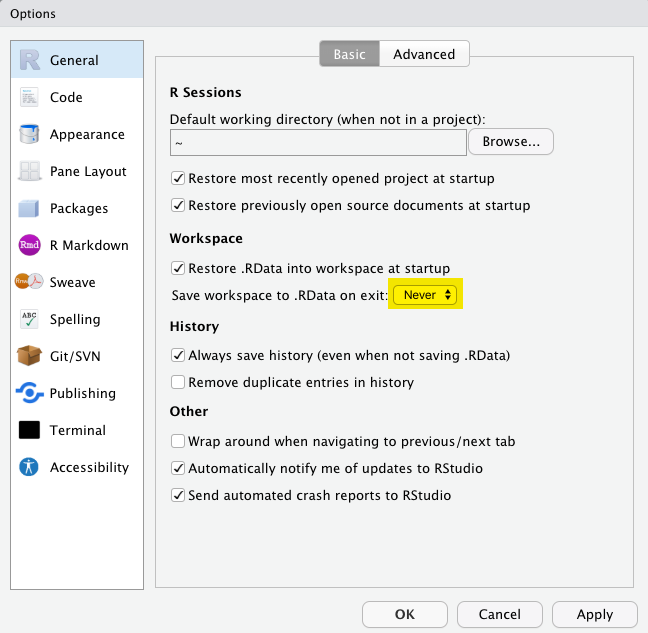 Options
General
Code
Appearance
Pane Layout
Packages
R Markdown
Sweave
Spelling
Git/SVN
Publishing
Terminal
Accessibility
Basic Advanced
R Sessions
Default working directory (when not in a project):
~ Browse...
Restore most recently opened project at startup
Restore previously open source documents at startup
Workspace
Restore .RData into workspace at startup
Save workspace to .RData on exit: Never
History
Always save history (even when not saving .RData)
Remove duplicate entries in history
Other
Wrap around when navigating to previous/next tab
Automatically notify me of updates to RStudio
Send automated crash reports to RStudio
OK Cancel Apply